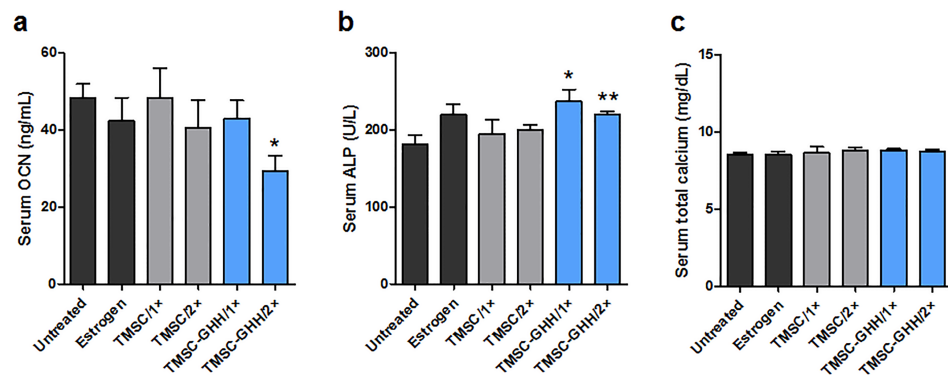 a
Serum OCN (ng/mL)
60
40
20
0
*
Untreated
Estrogen
TMSC/1×
TMSC/2×
TMSC-GHH/1×
TMSC-GHH/2×
b
Serum ALP (U/L)
300
200
100
0
*
**
Untreated
Estrogen
TMSC/1×
TMSC/2×
TMSC-GHH/1×
TMSC-GHH/2×
c
Serum total calcium (mg/dL)
15
10
5
0
Untreated
Estrogen
TMSC/1×
TMSC/2×
TMSC-GHH/1×
TMSC-GHH/2×